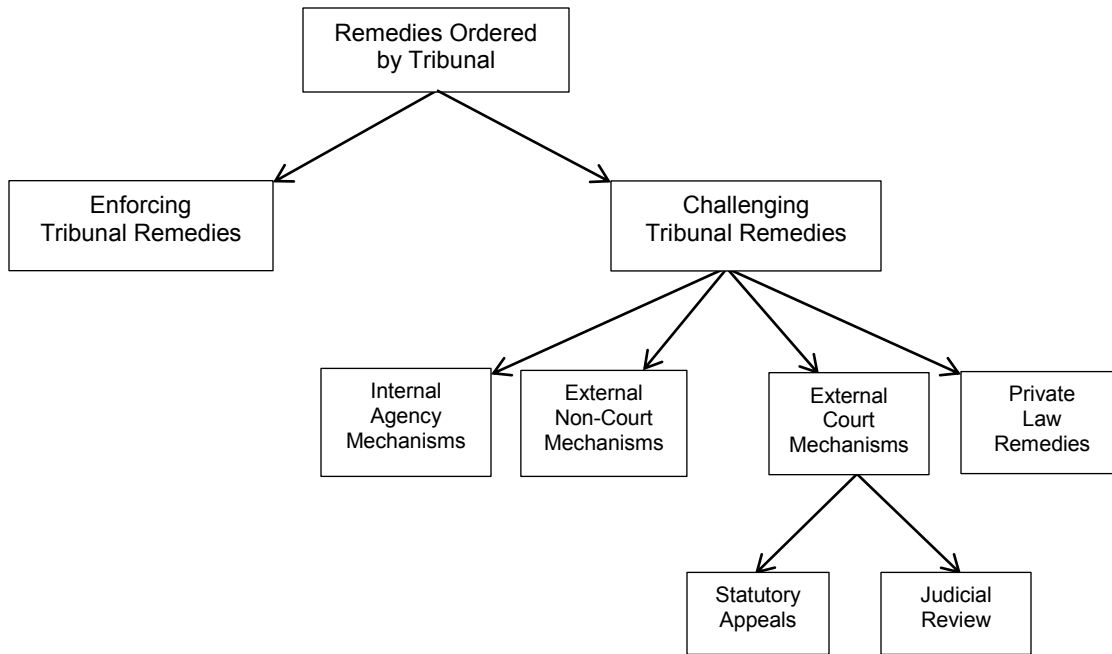 Remedies Ordered
by Tribunal
Enforcing
Tribunal Remedies
Challenging
Tribunal Remedies
Internal
Agency
Mechanisms
External
Non-Court
Mechanisms
External
Court
Mechanisms
Private
Law
Remedies
Statutory
Appeals
Judicial
Review